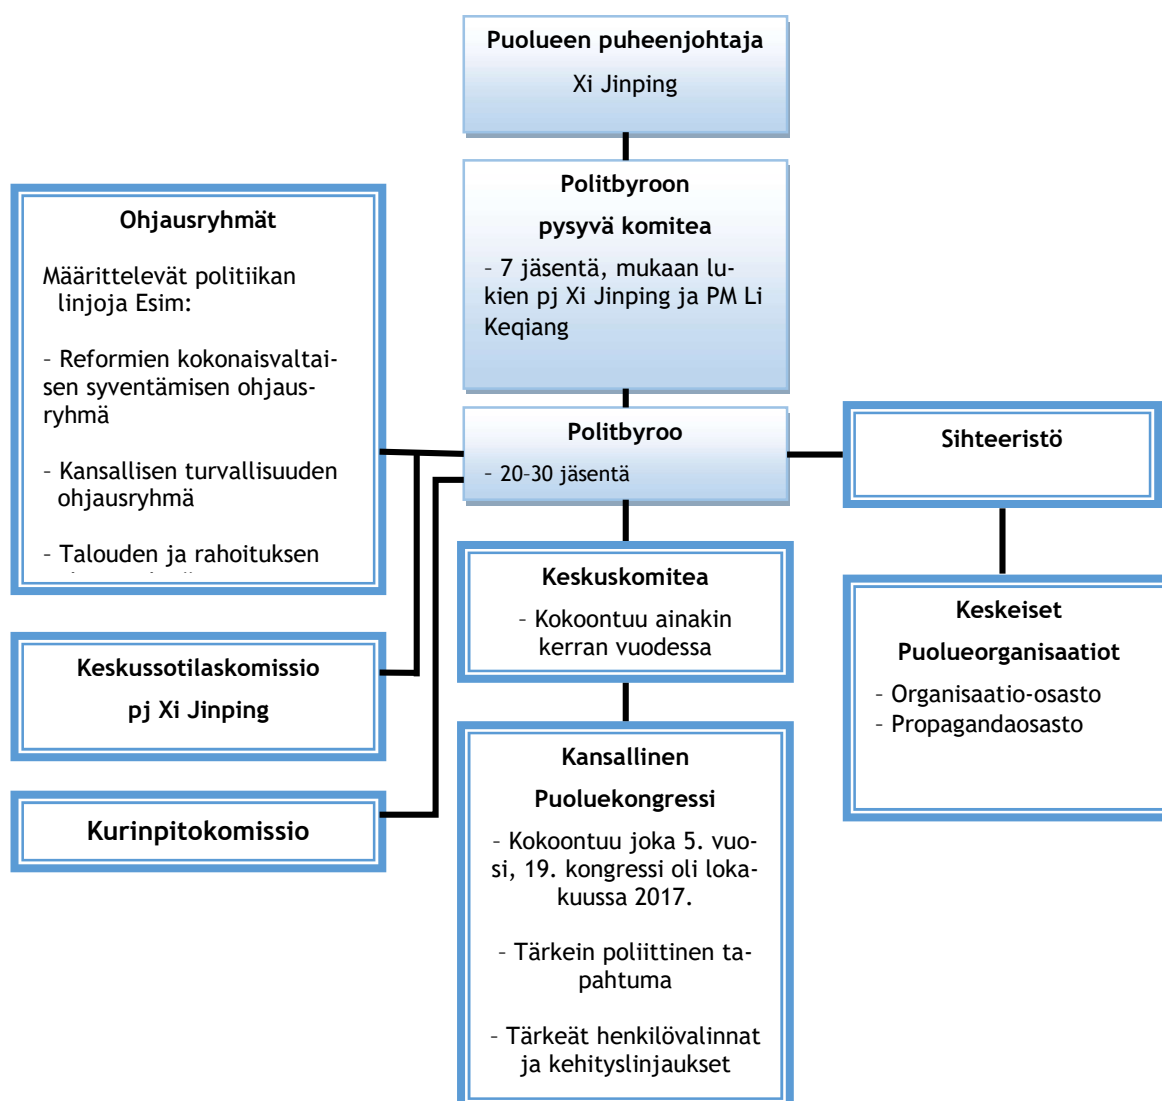 Puolueen puheenjohtaja
Xi Jinping
Politbyroon
pysyvä komitea
– 7 jäsentä, mukaan lu-
kien pj Xi Jinping ja PM Li
Keqiang
Ohjausryhmät
Määrittelevät politiikan
linjoja Esim:
– Reformien kokonaisvaltai-
sen syventämisen ohjaus-
ryhmä
– Kansallisen turvallisuuden
ohjausryhmä
– Talouden ja rahoituksen
Politbyroo
– 20–30 jäsentä
Sihteeristö
Keskuskomitea
– Kokoontuu ainakin
kerran vuodessa
Keskeiset
Puolueorganisaatiot
– Organisaatio-osasto
– Propagandaosasto
Keskussotilaskomissio
pj Xi Jinping
Kurinpitokomissio
Kansallinen
Puoluekongressi
– Kokoontuu joka 5. vuo-
si, 19. kongressi oli loka-
kuussa 2017.
– Tärkein poliittinen ta-
pahtuma
– Tärkeät henkilövalinnat
ja kehityslinjaukset